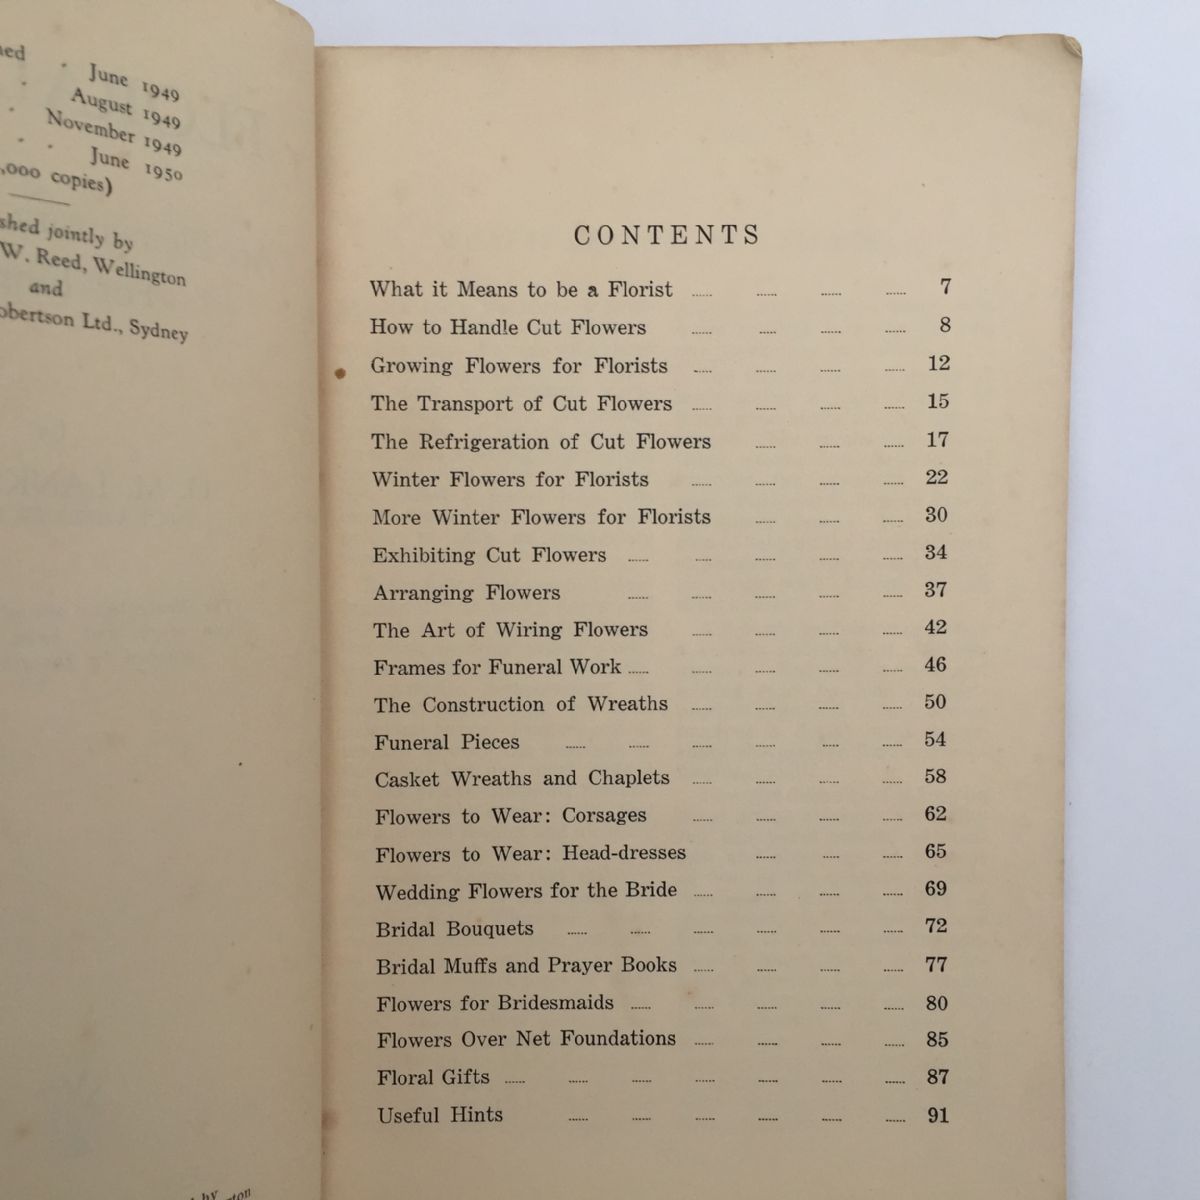 June 1949
August 1949
November 1949
June 1950
,000 copies)
jointly by
W. Reed, Wellington
and
Ltd., Sydney
by
CONTENTS
What it Means to be a Florist ...... ...... ...... ...... 7
How to Handle Cut Flowers ...... ...... ...... ...... 8
Growing Flowers for Florists ...... ...... ...... ...... 12
The Transport of Cut Flowers ...... ...... ...... ...... 15
The Refrigeration of Cut Flowers ...... ...... ...... 17
Winter Flowers for Florists ...... ...... ...... ...... 22
More Winter Flowers for Florists ...... ...... ...... 30
Exhibiting Cut Flowers ...... ...... ...... ...... ...... 34
Arranging Flowers ...... ...... ...... ...... ...... 37
The Art of Wiring Flowers ...... ...... ...... ...... 42
Frames for Funeral Work ...... ...... ...... ...... ...... 46
The Construction of Wreaths ...... ...... ...... ...... 50
Funeral Pieces ...... ...... ...... ...... ...... ...... 54
Casket Wreaths and Chaplets ...... ...... ...... ...... 58
Flowers to Wear: Corsages ...... ...... ...... ...... 62
Flowers to Wear: Head-dresses ...... ...... ...... 65
Wedding Flowers for the Bride ...... ...... ...... ...... 69
Bridal Bouquets ...... ...... ...... ...... ...... ...... 72
Bridal Muffs and Prayer Books ...... ...... ...... ...... 77
Flowers for Bridesmaids ...... ...... ...... ...... ...... 80
Flowers Over Net Foundations ...... ...... ...... ...... 85
Floral Gifts ...... ...... ...... ...... ...... ...... ...... 87
Useful Hints ...... ...... ...... ...... ...... ...... 91